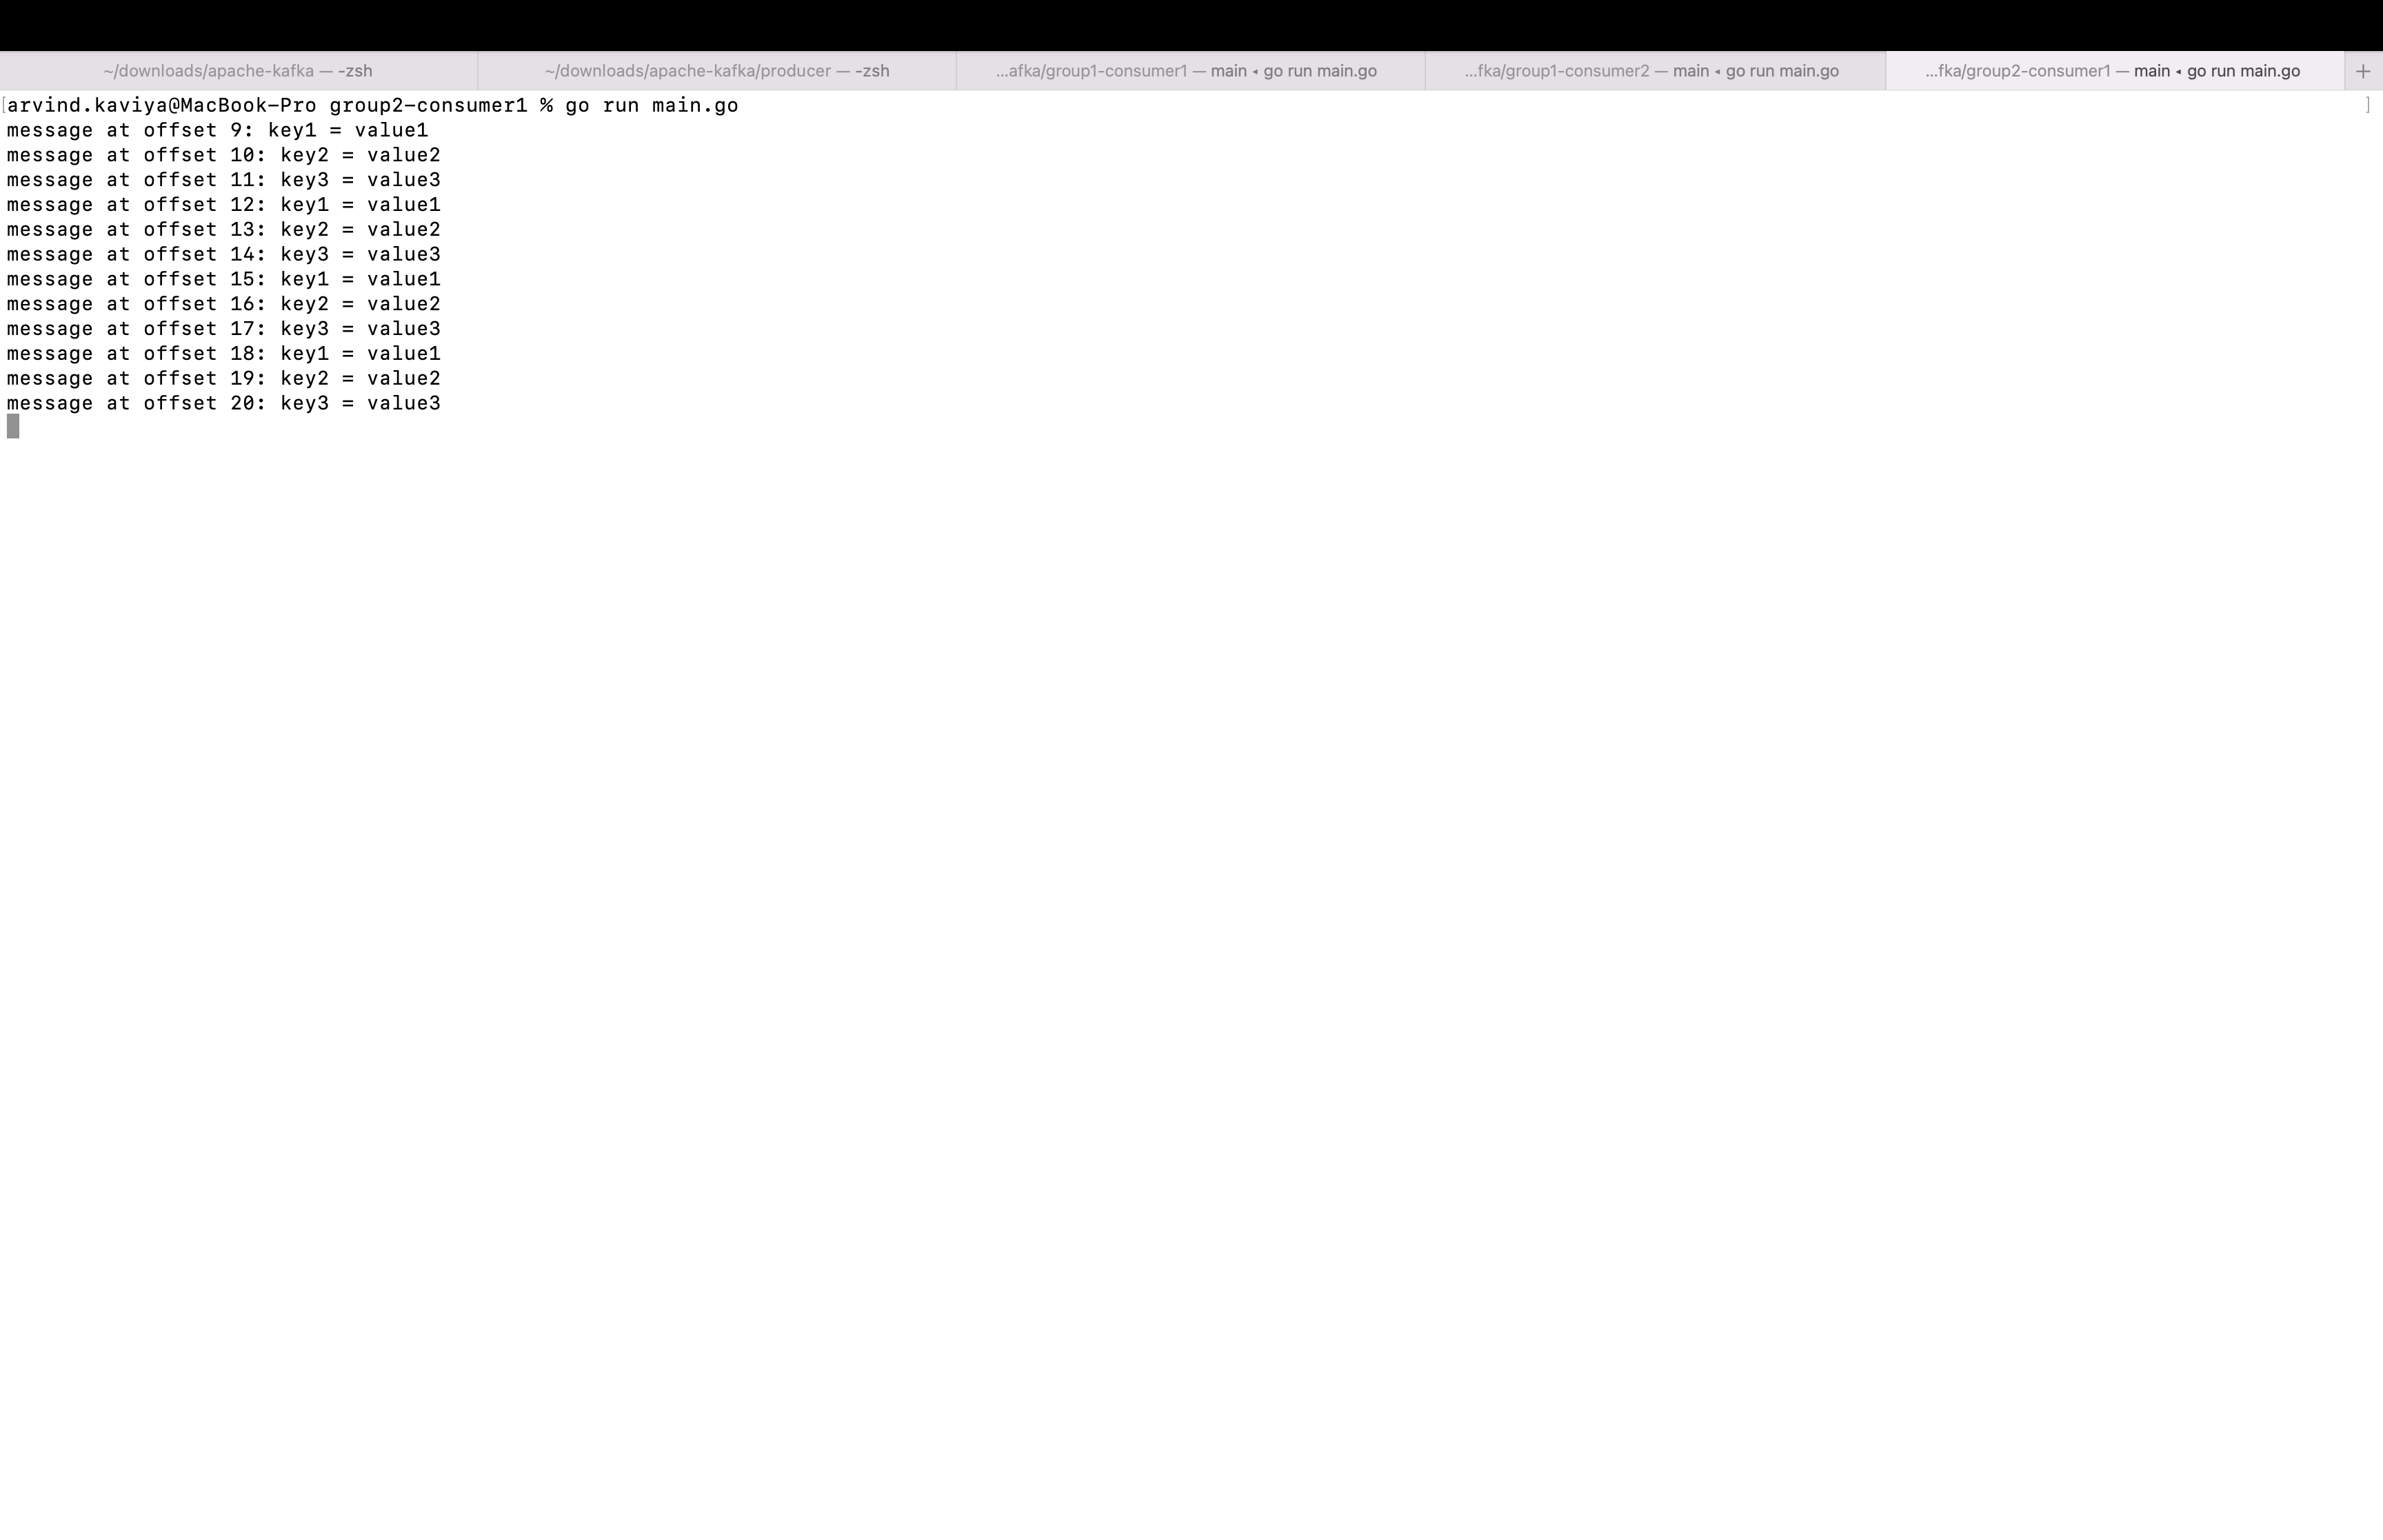 ~/downloads/apache-kafka — -zsh
~/downloads/apache-kafka/producer — -zsh
...afka/group1-consumer1 — main ◂ go run main.go
...fka/group1-consumer2 — main ◂ go run main.go
...fka/group2-consumer1 — main ◂ go run main.go
+
[arvind.kaviya@MacBook-Pro group2-consumer1 % go run main.go ]
message at offset 9: key1 = value1
message at offset 10: key2 = value2
message at offset 11: key3 = value3
message at offset 12: key1 = value1
message at offset 13: key2 = value2
message at offset 14: key3 = value3
message at offset 15: key1 = value1
message at offset 16: key2 = value2
message at offset 17: key3 = value3
message at offset 18: key1 = value1
message at offset 19: key2 = value2
message at offset 20: key3 = value3